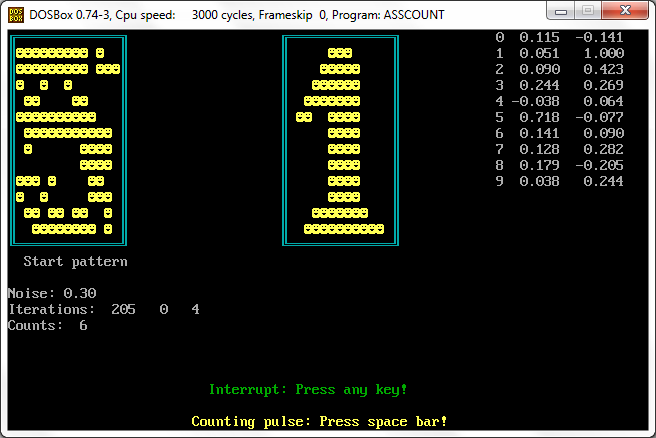 DOSBox 0.74-3, Cpu speed: 3000 cycles, Frameskip 0, Program: ASSCOUNT
0 0.115 -0.141
1 0.051 1.000
2 0.090 0.423
3 0.244 0.269
4 -0.038 0.064
5 0.718 -0.077
6 0.141 0.090
7 0.128 0.282
8 0.179 -0.205
9 0.038 0.244
Start pattern
Noise: 0.30
Iterations: 205 0 4
Counts: 6
Interrupt: Press any key!
Counting pulse: Press space bar!